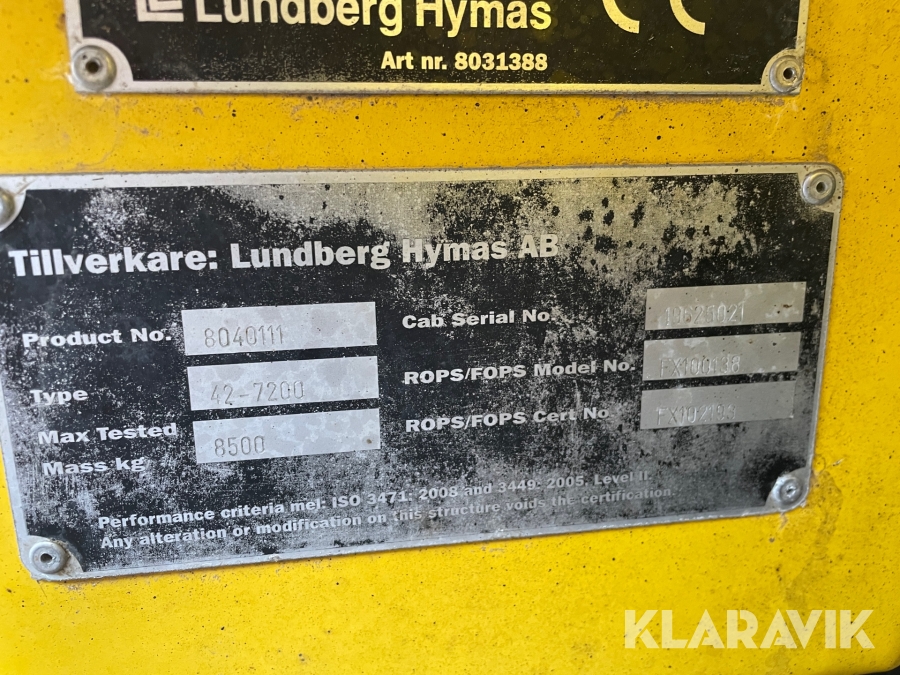 Lundberg Hymas
Art nr. 8031388
Tillverkare: Lundberg Hymas AB
Product No. 8040111
Type 42-7200
Max Tested 8500
Mass kg
Cab Serial No.
ROPS/FOPS Model No. FX100138
ROPS/FOPS Cert No
Performance criteria met: ISO 3471: 2008 and 3449: 2005. Level II.
Any alteration or modification on this structure voids the certification.
KLARAVIK